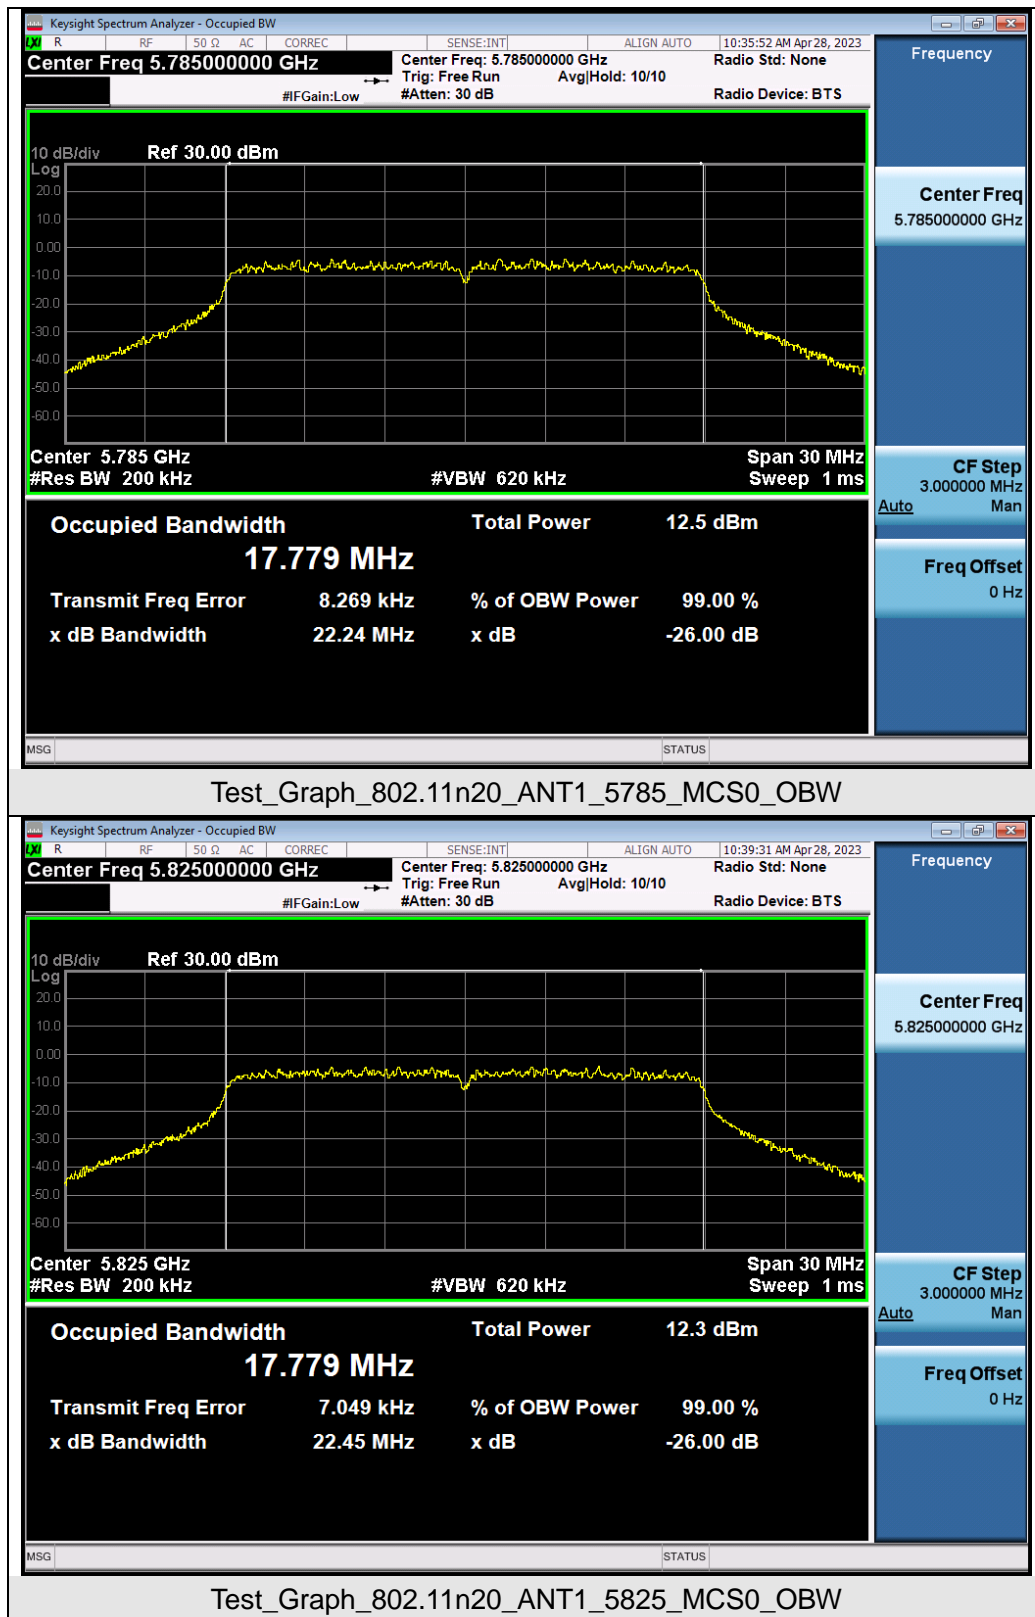 Keysight Spectrum Analyzer - Occupied BW
LXI R RF 50 Ω AC CORREC SENSE:INT ALIGN AUTO 10:35:52 AM Apr 28, 2023
Center Freq 5.785000000 GHz Center Freq: 5.785000000 GHz Radio Std: None Frequency
Trig: Free Run Avg|Hold: 10/10
#IFGain:Low #Atten: 30 dB Radio Device: BTS
10 dB/div Ref 30.00 dBm
Log
20.0
10.0
0.00
-10.0
-20.0
-30.0
-40.0
-50.0
-60.0
Center Freq
5.785000000 GHz
Center 5.785 GHz Span 30 MHz
#Res BW 200 kHz #VBW 620 kHz Sweep 1 ms
CF Step
3.000000 MHz
Auto Man
Occupied Bandwidth Total Power 12.5 dBm
17.779 MHz
Transmit Freq Error 8.269 kHz % of OBW Power 99.00 %
x dB Bandwidth 22.24 MHz x dB -26.00 dB
Freq Offset
0 Hz
MSG STATUS
Test_Graph_802.11n20_ANT1_5785_MCS0_OBW
Keysight Spectrum Analyzer - Occupied BW
LXI R RF 50 Ω AC CORREC SENSE:INT ALIGN AUTO 10:39:31 AM Apr 28, 2023
Center Freq 5.825000000 GHz Center Freq: 5.825000000 GHz Radio Std: None Frequency
Trig: Free Run Avg|Hold: 10/10
#IFGain:Low #Atten: 30 dB Radio Device: BTS
10 dB/div Ref 30.00 dBm
Log
20.0
10.0
0.00
-10.0
-20.0
-30.0
-40.0
-50.0
-60.0
Center Freq
5.825000000 GHz
Center 5.825 GHz Span 30 MHz
#Res BW 200 kHz #VBW 620 kHz Sweep 1 ms
CF Step
3.000000 MHz
Auto Man
Occupied Bandwidth Total Power 12.3 dBm
17.779 MHz
Transmit Freq Error 7.049 kHz % of OBW Power 99.00 %
x dB Bandwidth 22.45 MHz x dB -26.00 dB
Freq Offset
0 Hz
MSG STATUS
Test_Graph_802.11n20_ANT1_5825_MCS0_OBW